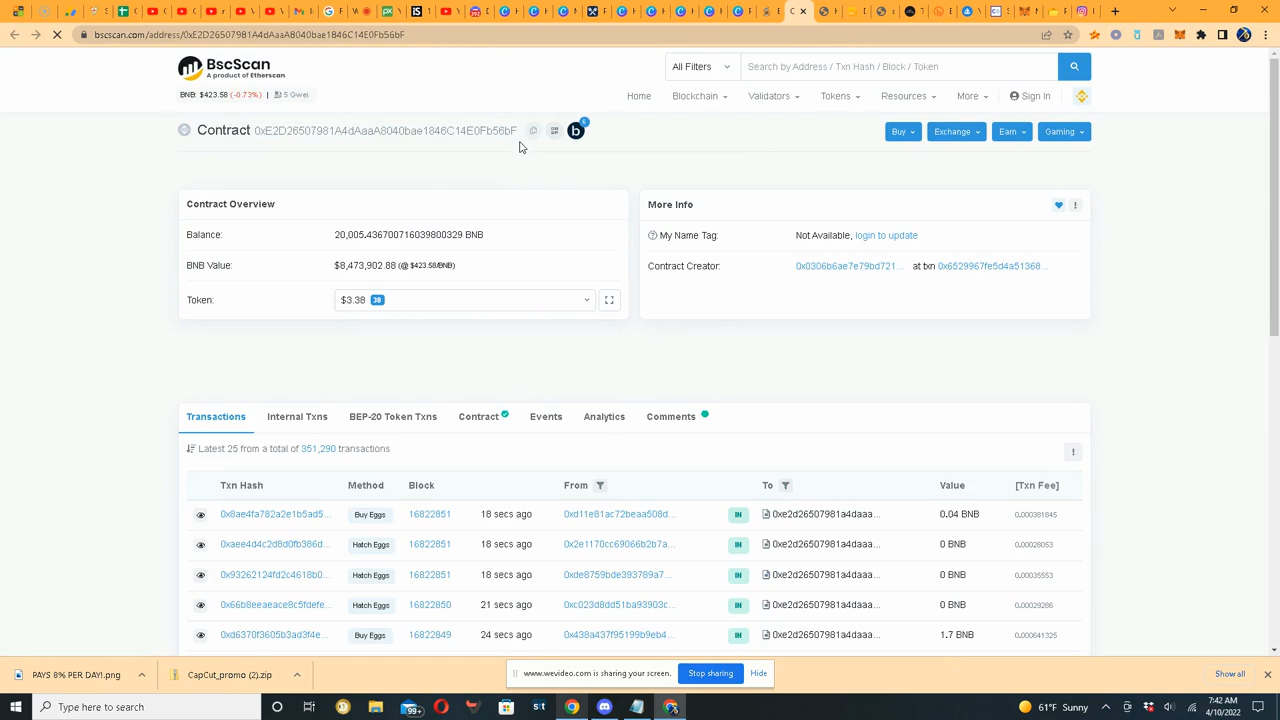 bscscan.com/address/0xE2D26507981A4dAaaA8040bae1846C14E0Fb56bF
BscScan
A product of Etherscan
All Filters
Search by Address / Txn Hash / Block / Token
BNB: $423.58 (-0.73%) | 5 Gwei
Home Blockchain Validators Tokens Resources More Sign In
Contract 0xE2D26507981A4dAaaA8040bae1846C14E0Fb56bF
Buy Exchange Earn Gaming
Contract Overview
Balance: 20,005.436700716039800329 BNB
BNB Value: $8,473,902.88 (@ $423.58/BNB)
Token: $3.38 38
More Info
My Name Tag: Not Available, login to update
Contract Creator: 0x0306b6ae7e79bd721... at txn 0x6529967fe5d4a51368...
Transactions Internal Txns BEP-20 Token Txns Contract Events Analytics Comments
Latest 25 from a total of 351,290 transactions
Txn Hash Method Block From To Value [Txn Fee]
0x8ae4fa782a2e1b5ad5... Buy Eggs 16822851 18 secs ago 0xd11e81ac72beaa508d... IN 0xe2d26507981a4daaa... 0.04 BNB 0.000381845
0xaee4d4c2d8d0fb386d... Hatch Eggs 16822851 18 secs ago 0x2e1170cc69066b2b7a... IN 0xe2d26507981a4daaa... 0 BNB 0.00028053
0x93262124fd2c4618b0... Hatch Eggs 16822851 18 secs ago 0xde8759bde393789a7... IN 0xe2d26507981a4daaa... 0 BNB 0.00035553
0x66b8eeaeace8c5fdefe... Hatch Eggs 16822850 21 secs ago 0xc023d8dd51ba93903c... IN 0xe2d26507981a4daaa... 0 BNB 0.00029286
0xd6370f3605b3ad3f4e... Buy Eggs 16822849 24 secs ago 0x438a437f95199b9eb4... IN 0xe2d26507981a4daaa... 1.7 BNB 0.000641325
PAYS 8% PER DAY!.png
CapCut_promo (2).zip
www.wevideo.com is sharing your screen.
Stop sharing
Hide
Show all
Type here to search
99+
61°F Sunny
7:42 AM
4/10/2022